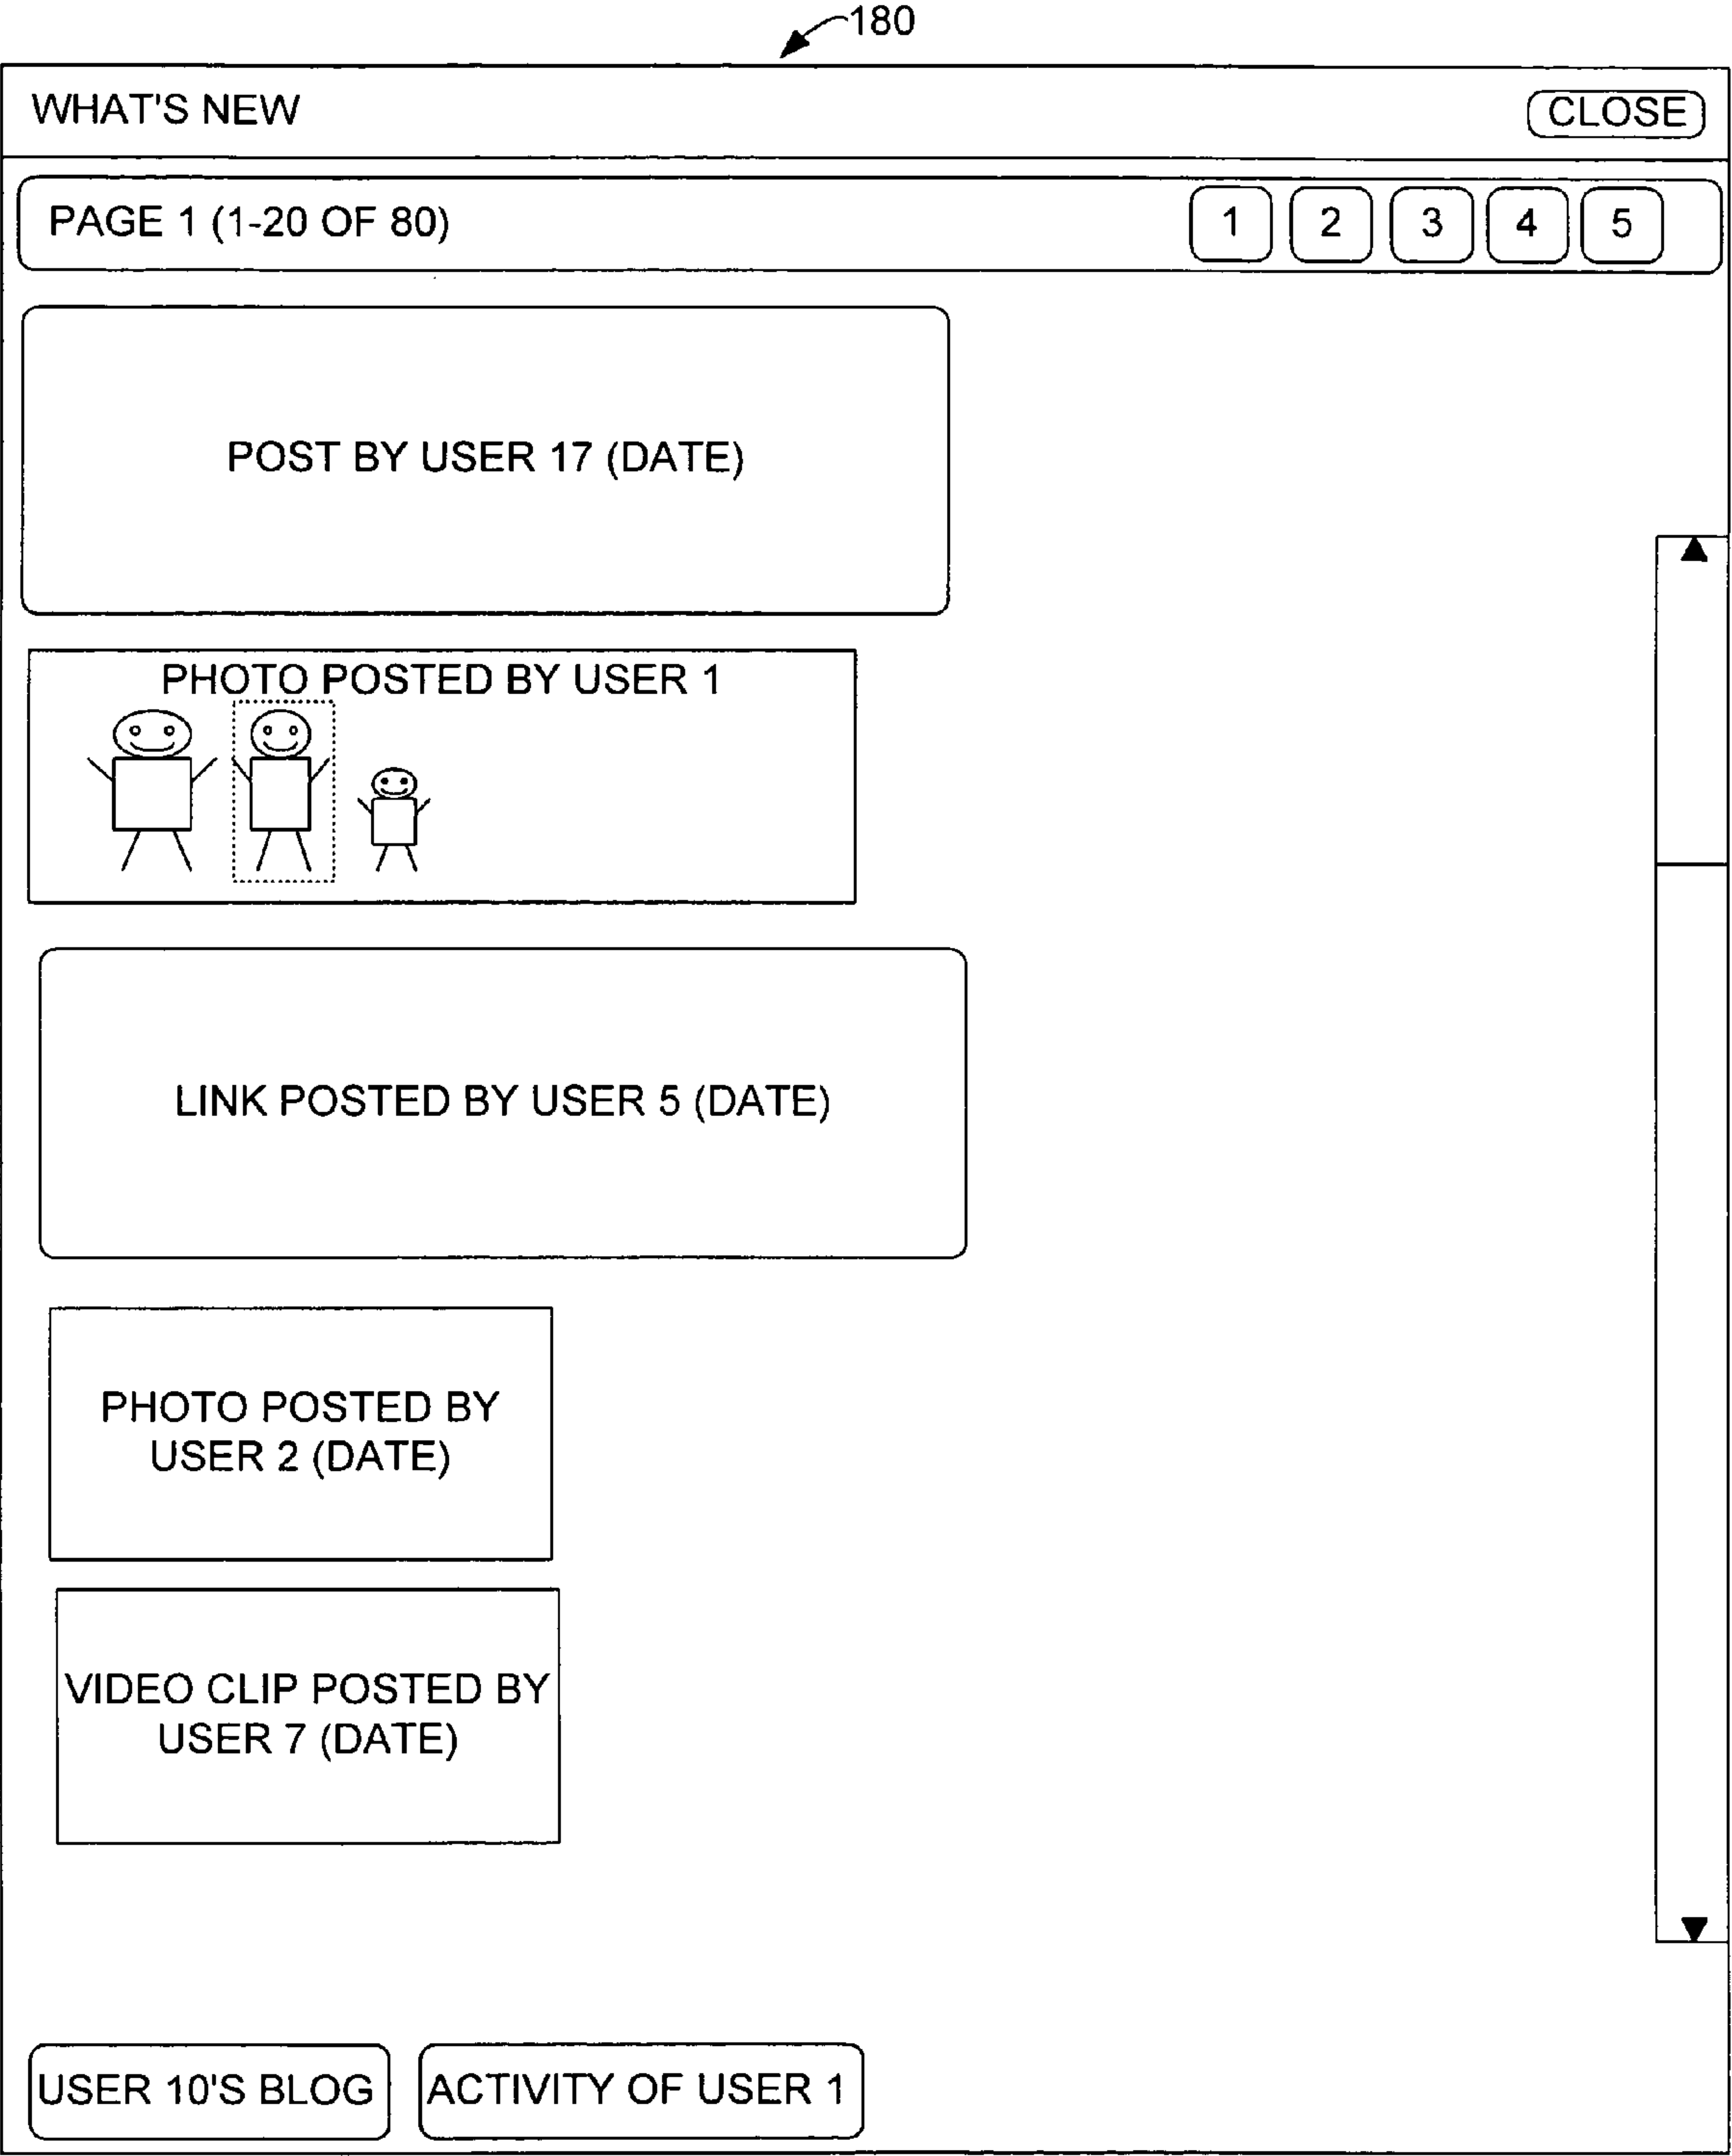 180
WHAT'S NEW
CLOSE
PAGE 1 (1-20 OF 80)
1 2 3 4 5
POST BY USER 17 (DATE)
PHOTO POSTED BY USER 1
LINK POSTED BY USER 5 (DATE)
PHOTO POSTED BY
USER 2 (DATE)
VIDEO CLIP POSTED BY
USER 7 (DATE)
USER 10'S BLOG
ACTIVITY OF USER 1